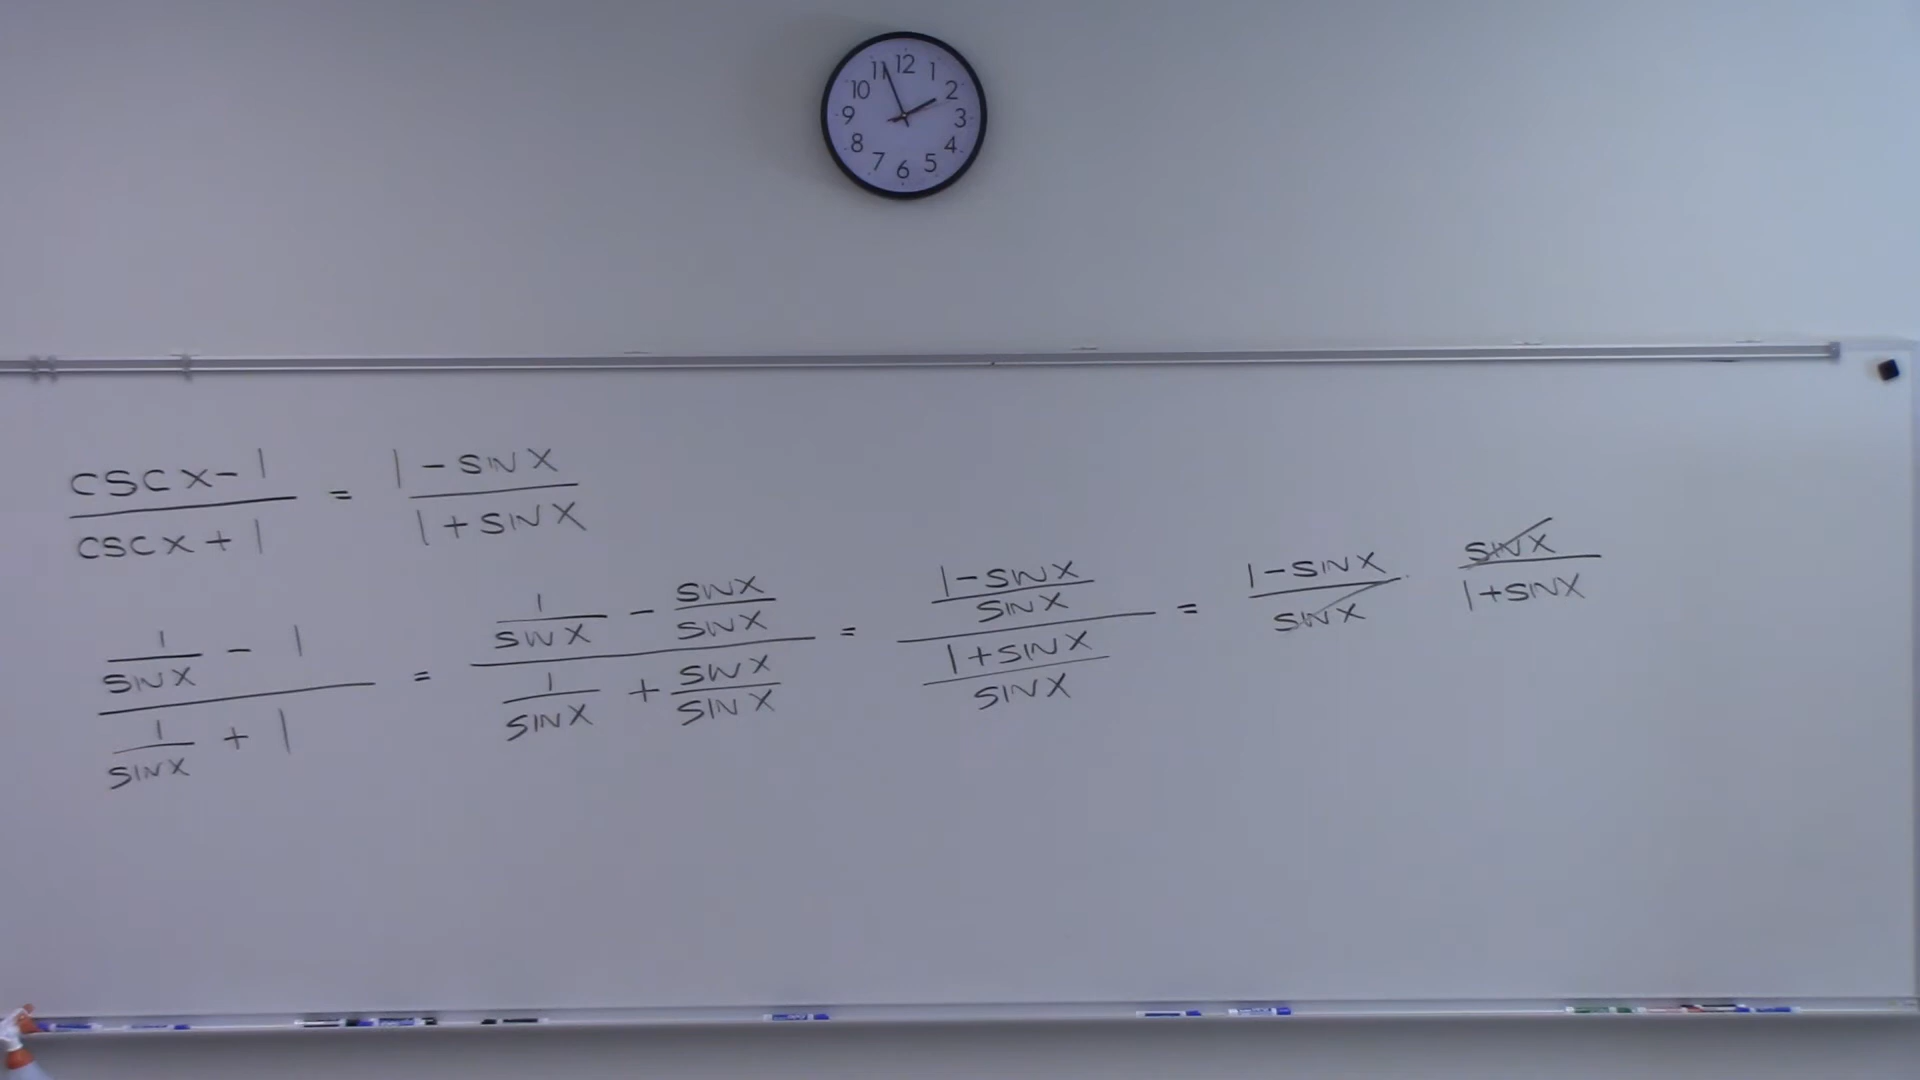 12
11 1
10 2
9 3
8 4
7 6 5
(CSC X - 1)/(CSC X + 1) = (1 - SIN X)/(1 + SIN X)
(1/SIN X - 1)/(1/SIN X + 1) = (1/SIN X - SIN X/SIN X)/(1/SIN X + SIN X/SIN X) = ((1 - SIN X)/SIN X)/((1 + SIN X)/SIN X) = (1 - SIN X)/SIN X · SIN X/(1 + SIN X)